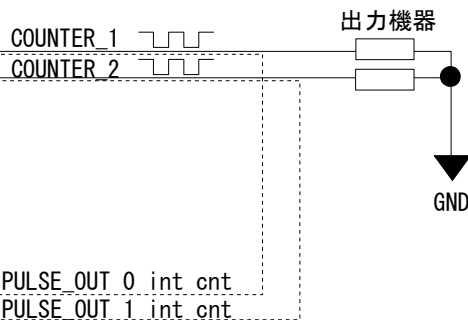 出力機器
COUNTER_1
COUNTER_2
GND
PULSE_OUT 0 int cnt
PULSE_OUT 1 int cnt